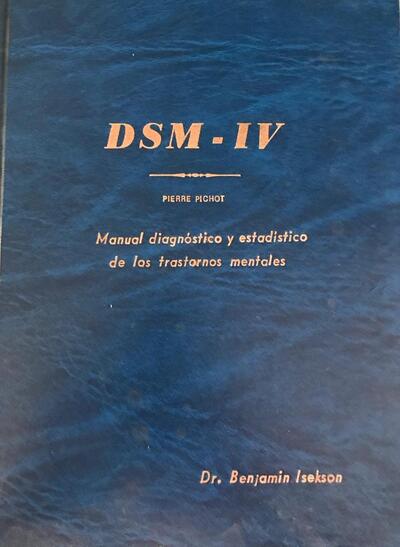 DSM - IV
PIERRE PICHOT
Manual diagnóstico y estadístico
de los trastornos mentales
Dr. Benjamin Isekson